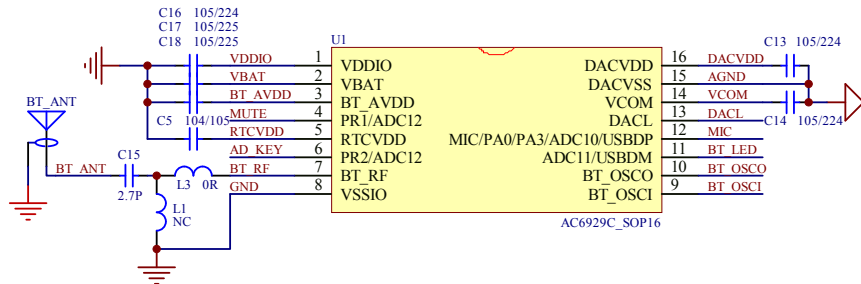 C16 105/224
C17 105/225
C18 105/225
U1
C13 105/224
VDDIO 1 VDDIO DACVDD 16 DACVDD
VBAT 2 VBAT DACVSS 15 AGND
BT_ANT
BT_AVDD 3 BT_AVDD VCOM 14 VCOM
C5 104/105
C14 105/224
MUTE 4 PR1/ADC12 DACL 13 DACL
RTCVDD 5 RTCVDD MIC/PA0/PA3/ADC10/USBDP 12 MIC
AD_KEY 6 PR2/ADC12 ADC11/USBDM 11 BT_LED
BT_ANT C15 BT_RF 7 BT_RF BT_OSCO 10 BT_OSCO
2.7P L3 0R GND 8 VSSIO BT_OSCI 9 BT_OSCI
L1
NC
AC6929C_SOP16